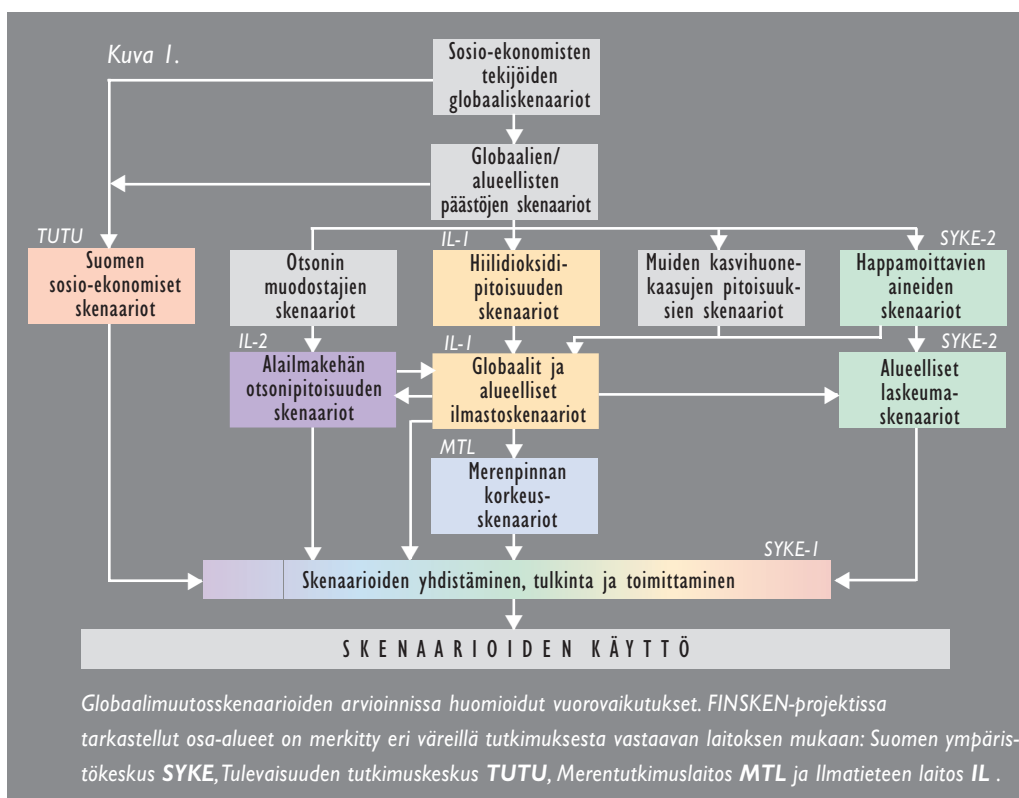 Kuva 1.
Sosio-ekonomisten
tekijöiden
globaaliskenaariot
Globaalien/
alueellisten
päästöjen skenaariot
TUTU
Suomen
sosio-ekonomiset
skenaariot
Otsonin
muodostajien
skenaariot
IL-1
Hiilidioksidi-
pitoisuuden
skenaariot
Muiden kasvihuone-
kaasujen pitoisuuk-
sien skenaariot
SYKE-2
Happamoittavien
aineiden
skenaariot
IL-2
Alailmakehän
otsonipitoisuuden
skenaariot
IL-1
Globaalit ja
alueelliset
ilmastoskenaariot
SYKE-2
Alueelliset
laskeuma-
skenaariot
MTL
Merenpinnan
korkeus-
skenaariot
SYKE-1
Skenaarioiden yhdistäminen, tulkinta ja toimittaminen
SKENAARIOIDEN KÄYTTÖ
Globaalimuutosskenaarioiden arvioinnissa huomioidut vuorovaikutukset. FINSKEN-projektissa
tarkastellut osa-alueet on merkitty eri väreillä tutkimuksesta vastaavan laitoksen mukaan: Suomen ympäris-
tökeskus SYKE, Tulevaisuuden tutkimuskeskus TUTU, Merentutkimuslaitos MTL ja Ilmatieteen laitos IL .